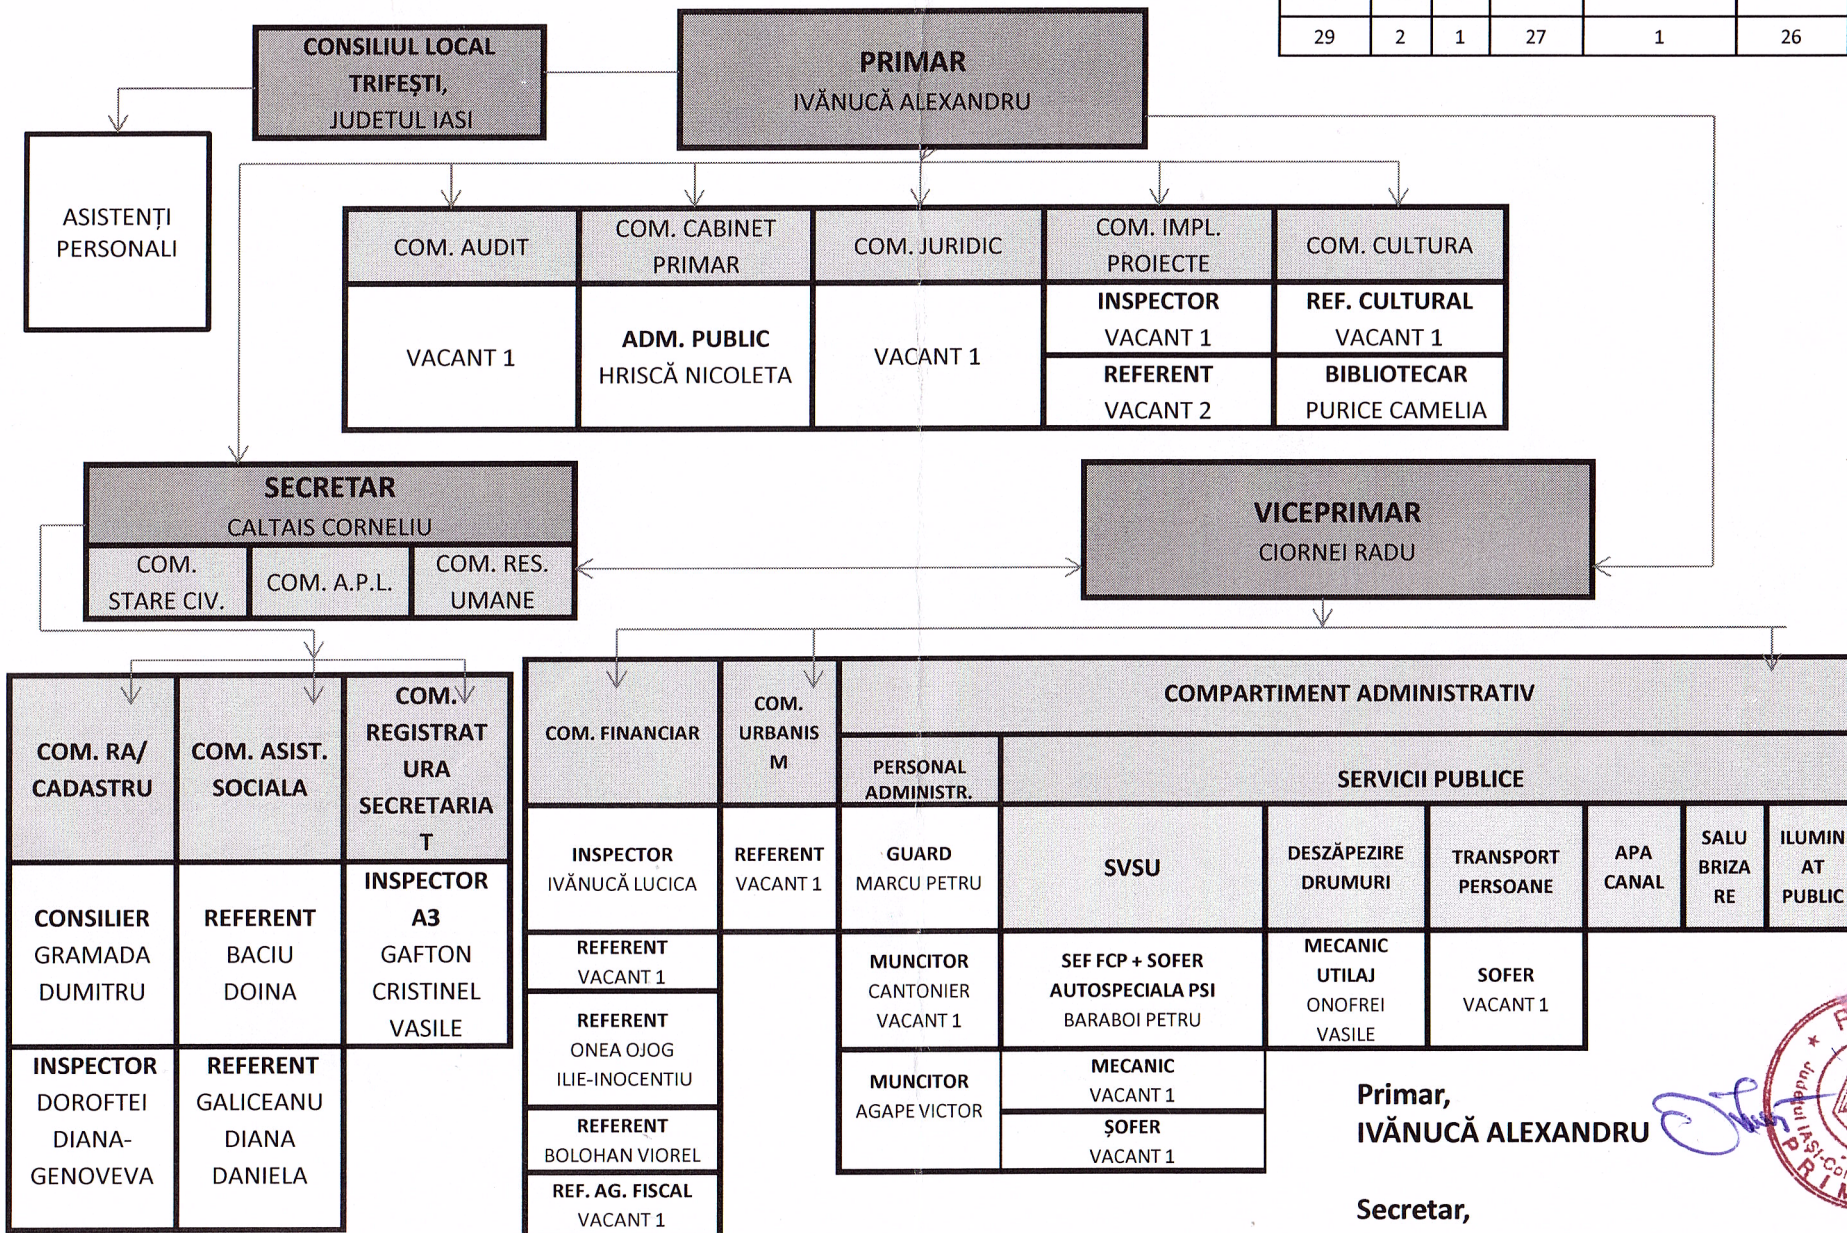 29 2 1 27 1 26
CONSILIUL LOCAL
TRIFEȘTI,
JUDETUL IASI
PRIMAR
IVĂNUCĂ ALEXANDRU
ASISTENȚI
PERSONALI
COM. AUDIT
VACANT 1
COM. CABINET
PRIMAR
ADM. PUBLIC
HRISCĂ NICOLETA
COM. JURIDIC
VACANT 1
COM. IMPL.
PROIECTE
INSPECTOR
VACANT 1
REFERENT
VACANT 2
COM. CULTURA
REF. CULTURAL
VACANT 1
BIBLIOTECAR
PURICE CAMELIA
SECRETAR
CALTAIS CORNELIU
COM.
STARE CIV.
COM. A.P.L.
COM. RES.
UMANE
VICEPRIMAR
CIORNEI RADU
COM. RA/
CADASTRU
CONSILIER
GRAMADA
DUMITRU
INSPECTOR
DOROFTEI
DIANA-
GENOVEVA
COM. ASIST.
SOCIALA
REFERENT
BACIU
DOINA
REFERENT
GALICEANU
DIANA
DANIELA
COM.
REGISTRAT
URA
SECRETARIA
T
INSPECTOR
A3
GAFTON
CRISTINEL
VASILE
COM. FINANCIAR
INSPECTOR
IVĂNUCĂ LUCICA
REFERENT
VACANT 1
REFERENT
ONEA OJOG
ILIE-INOCENTIU
REFERENT
BOLOHAN VIOREL
REF. AG. FISCAL
VACANT 1
COM.
URBANIS
M
REFERENT
VACANT 1
COMPARTIMENT ADMINISTRATIV
PERSONAL
ADMINISTR.
GUARD
MARCU PETRU
MUNCITOR
CANTONIER
VACANT 1
MUNCITOR
AGAPE VICTOR
SERVICII PUBLICE
SVSU
SEF FCP + SOFER
AUTOSPECIALA PSI
BARABOI PETRU
MECANIC
VACANT 1
ȘOFER
VACANT 1
DESZĂPEZIRE
DRUMURI
MECANIC
UTILAJ
ONOFREI
VASILE
TRANSPORT
PERSOANE
SOFER
VACANT 1
APA
CANAL
SALU
BRIZA
RE
ILUMIN
AT
PUBLIC
Primar,
IVĂNUCĂ ALEXANDRU
Județul IAȘI
Secretar,